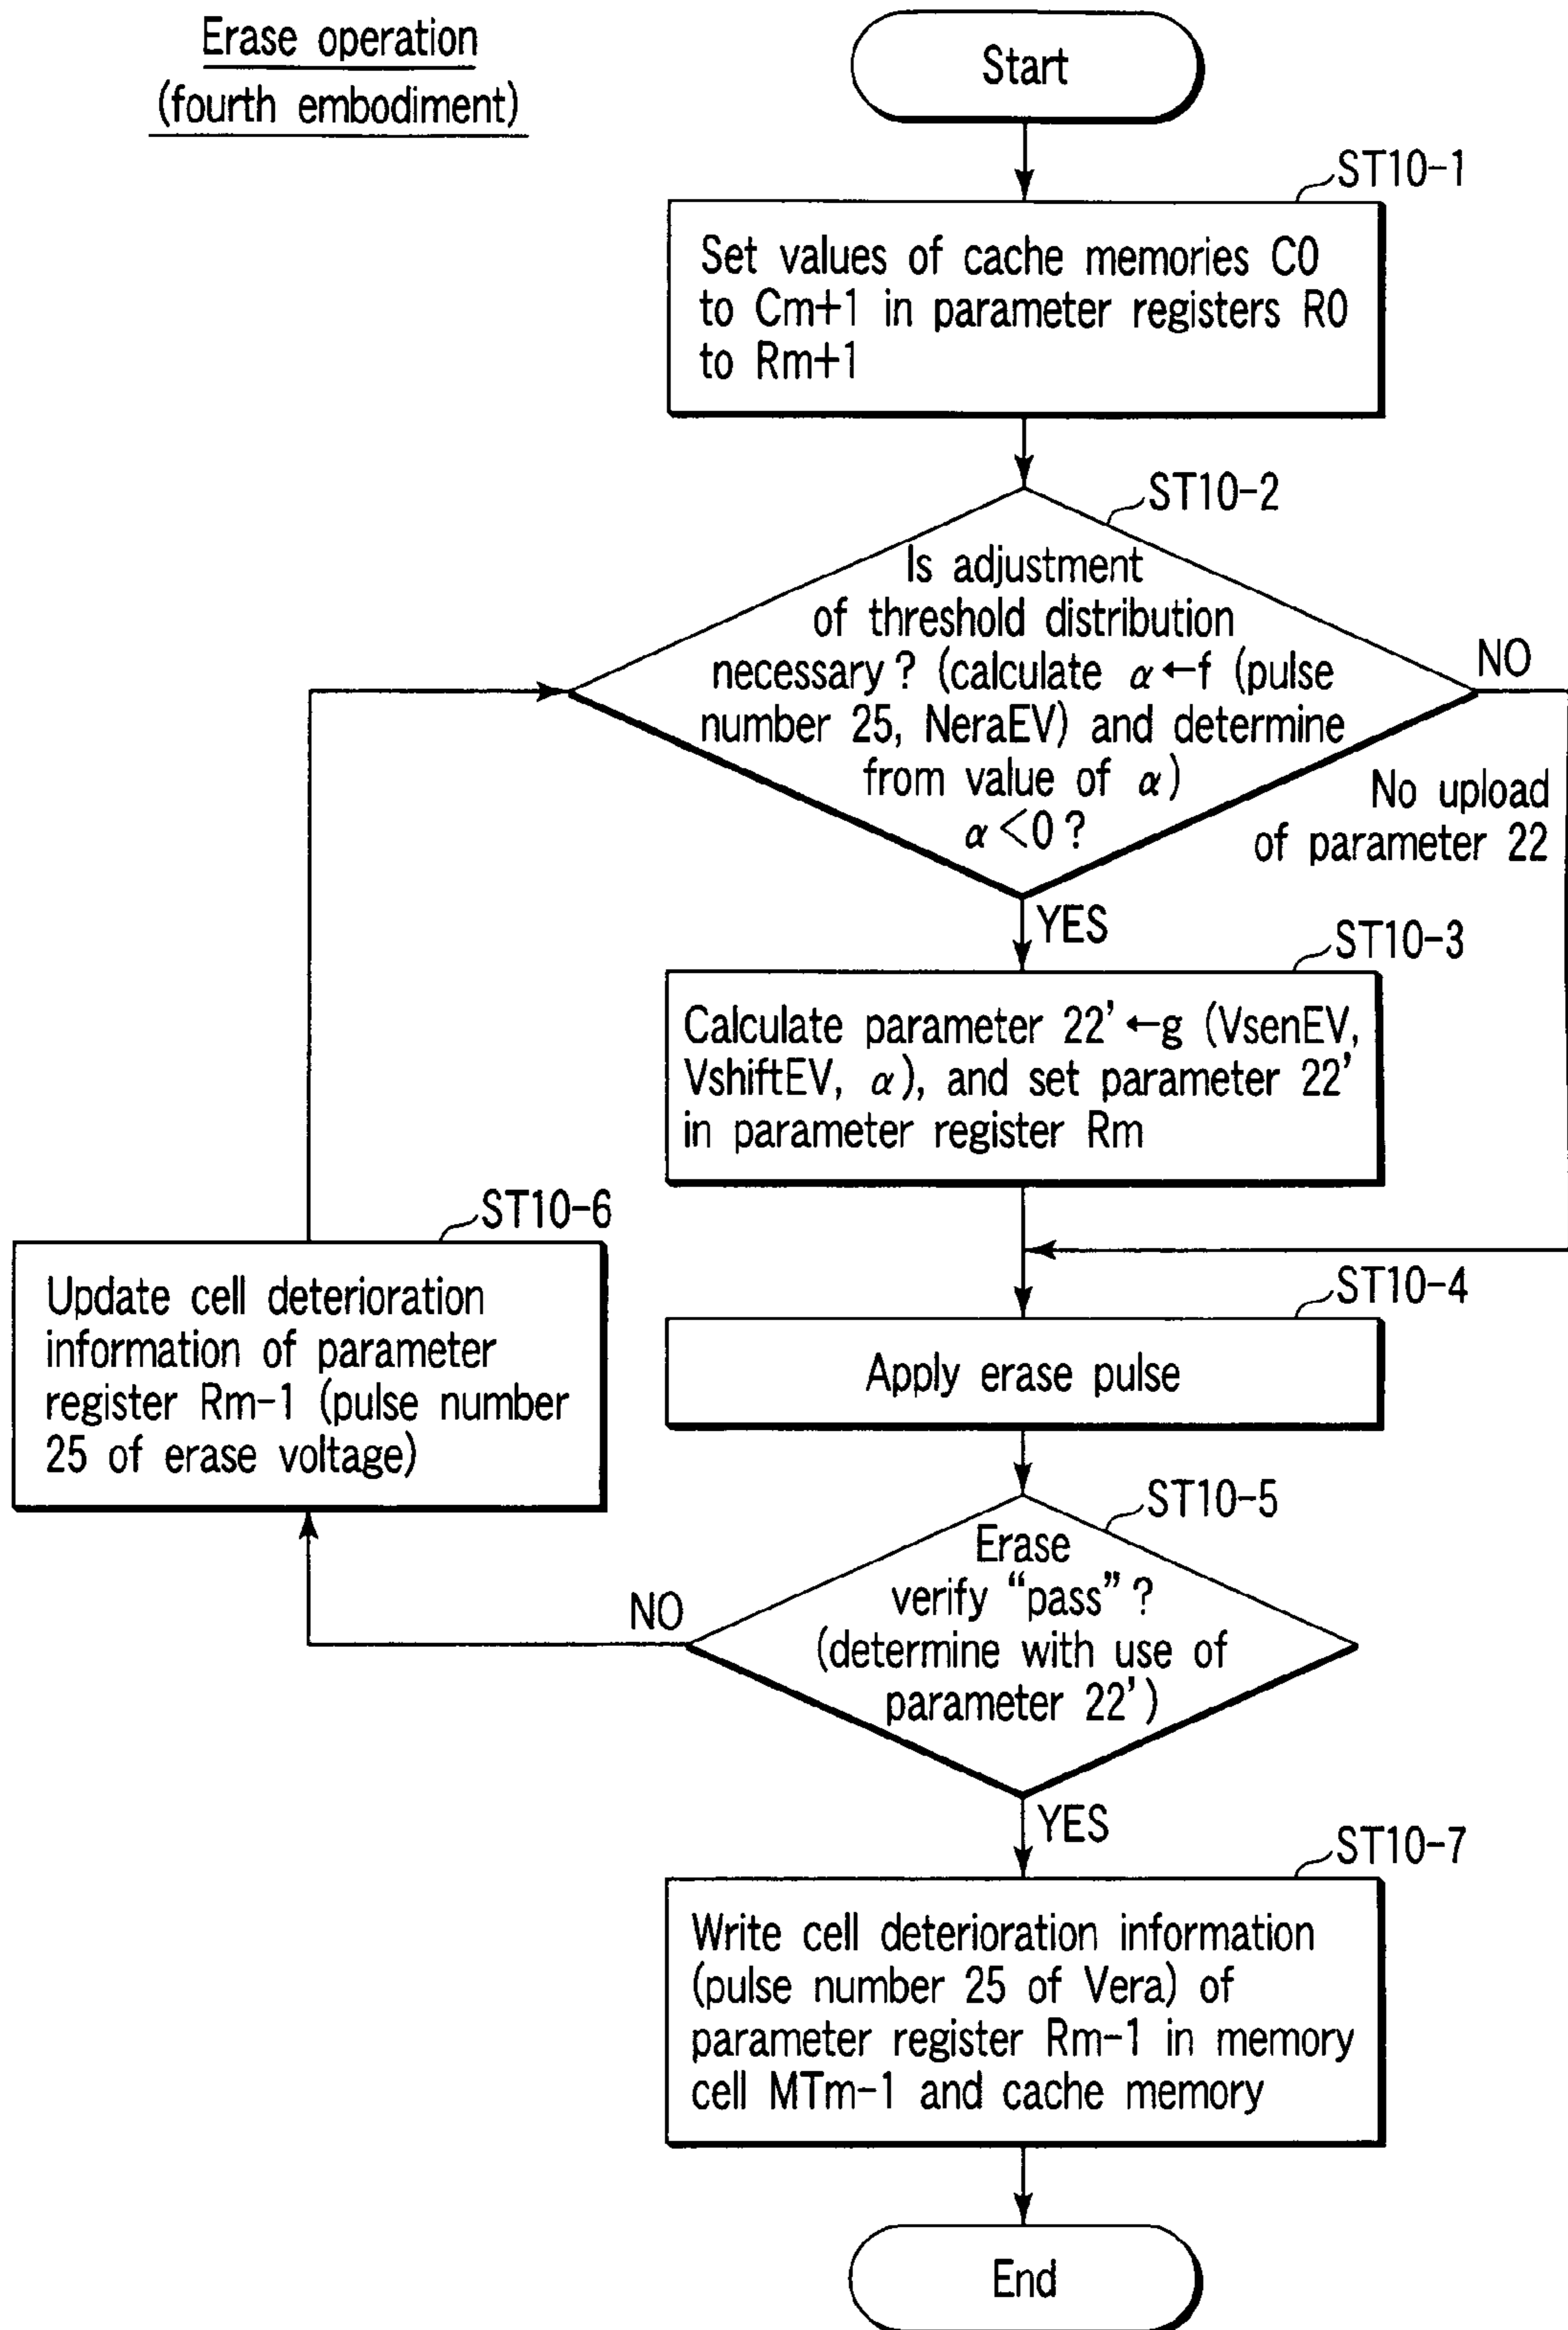 Erase operation
(fourth embodiment)
Start
ST10-1
Set values of cache memories C0
to Cm+1 in parameter registers R0
to Rm+1
ST10-2
Is adjustment
of threshold distribution
necessary? (calculate α←f (pulse
number 25, NeraEV) and determine
from value of α)
α<0?
NO
No upload
of parameter 22
YES
ST10-3
Calculate parameter 22'←g (VsenEV,
VshiftEV, α), and set parameter 22'
in parameter register Rm
ST10-6
Update cell deterioration
information of parameter
register Rm-1 (pulse number
25 of erase voltage)
ST10-4
Apply erase pulse
ST10-5
Erase
verify “pass”?
(determine with use of
parameter 22')
NO
YES
ST10-7
Write cell deterioration information
(pulse number 25 of Vera) of
parameter register Rm-1 in memory
cell MTm-1 and cache memory
End